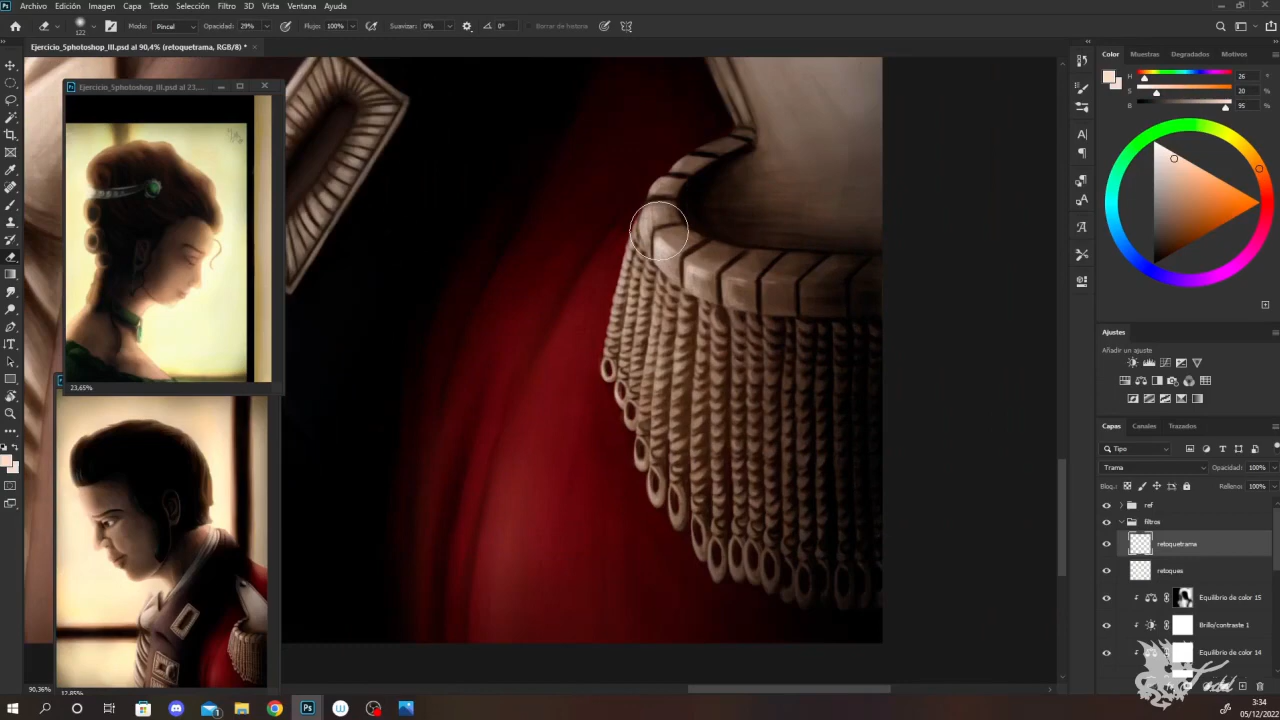 Archivo Edición Imagen Capa Texto Selección Filtro 3D Vista Ventana Ayuda
122 Modo: Pincel Opacidad: 29% Flujo: 100% Suavizar: 0% 0° Borrar de historia
Ejercicio_5photoshop_III.psd al 90,4% (retoquetrama, RGB/8) *
Ejercicio_5photoshop_III.psd al 23,...
23,65%
12,85%
90.36%
Color Muestras Degradados Motivos
H 26 °
S 20 %
B 95 %
Ajustes
Añadir un ajuste
Capas Canales Trazados
Tipo
Trama Opacidad: 100%
Bloq.: Relleno: 100%
ref
filtros
retoquetrama
retoques
Equilibrio de color 15
Brillo/contraste 1
Equilibrio de color 14
3:34
05/12/2022